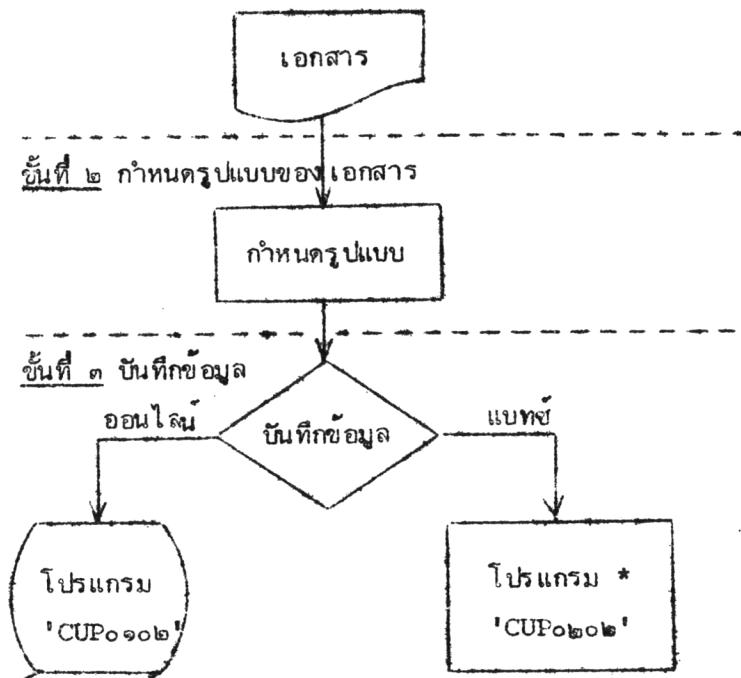 เอกสาร
ขั้นที่ ๒ กำหนดรูปแบบของเอกสาร
กำหนดรูปแบบ
ขั้นที่ ๓ บันทึกข้อมูล
ออนไลน์
บันทึกข้อมูล
แบทช์
โปรแกรม
'CUP๐๑๐๒'
โปรแกรม *
'CUP๐๒๐๒'